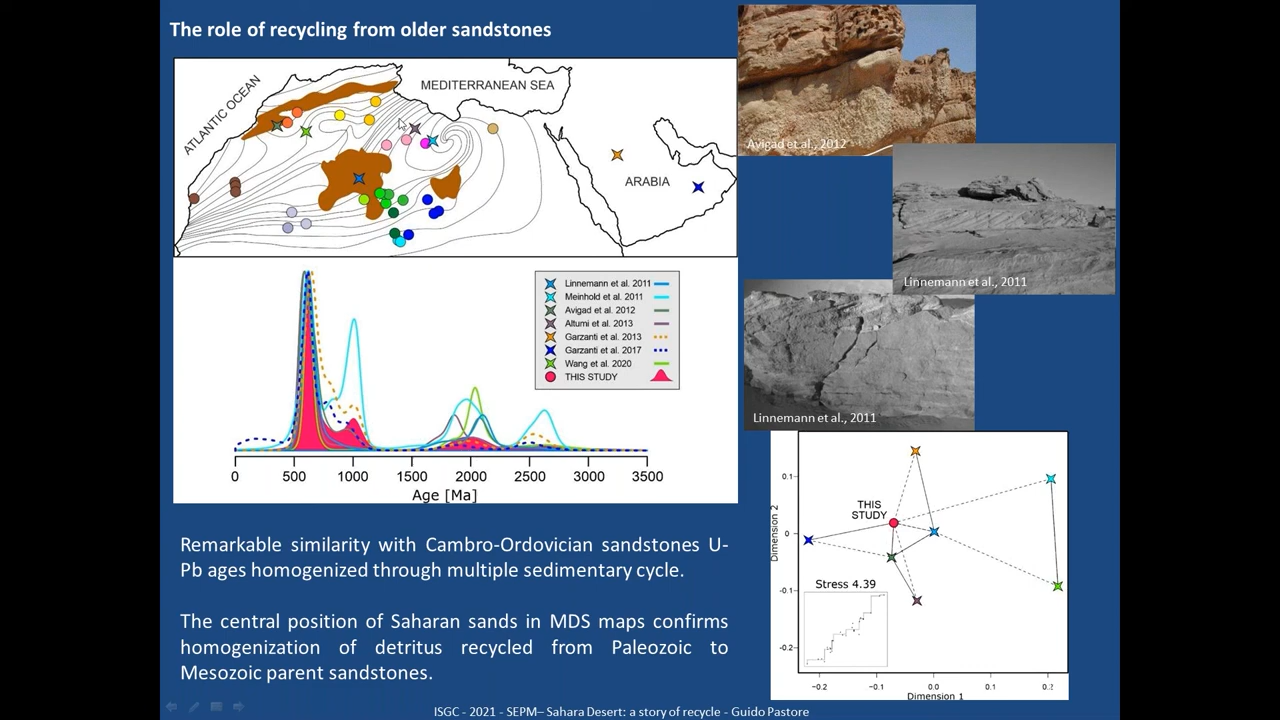 The role of recycling from older sandstones
ATLANTIC OCEAN
MEDITERRANEAN SEA
ARABIA
Avigad et al., 2012
Linnemann et al., 2011
Linnemann et al., 2011
Linnemann et al. 2011
Meinhold et al. 2011
Avigad et al. 2012
Altumi et al. 2013
Garzanti et al. 2013
Garzanti et al. 2017
Wang et al. 2020
THIS STUDY
0 500 1000 1500 2000 2500 3000 3500
Age [Ma]
Remarkable similarity with Cambro-Ordovician sandstones U-
Pb ages homogenized through multiple sedimentary cycle.
The central position of Saharan sands in MDS maps confirms
homogenization of detritus recycled from Paleozoic to
Mesozoic parent sandstones.
Dimension 2
0.1
0
-0.1
-0.2
THIS
STUDY
Stress 4.39
-0.2 -0.1 0.0 0.1 0.2
Dimension 1
ISGC - 2021 - SEPM– Sahara Desert: a story of recycle - Guido Pastore